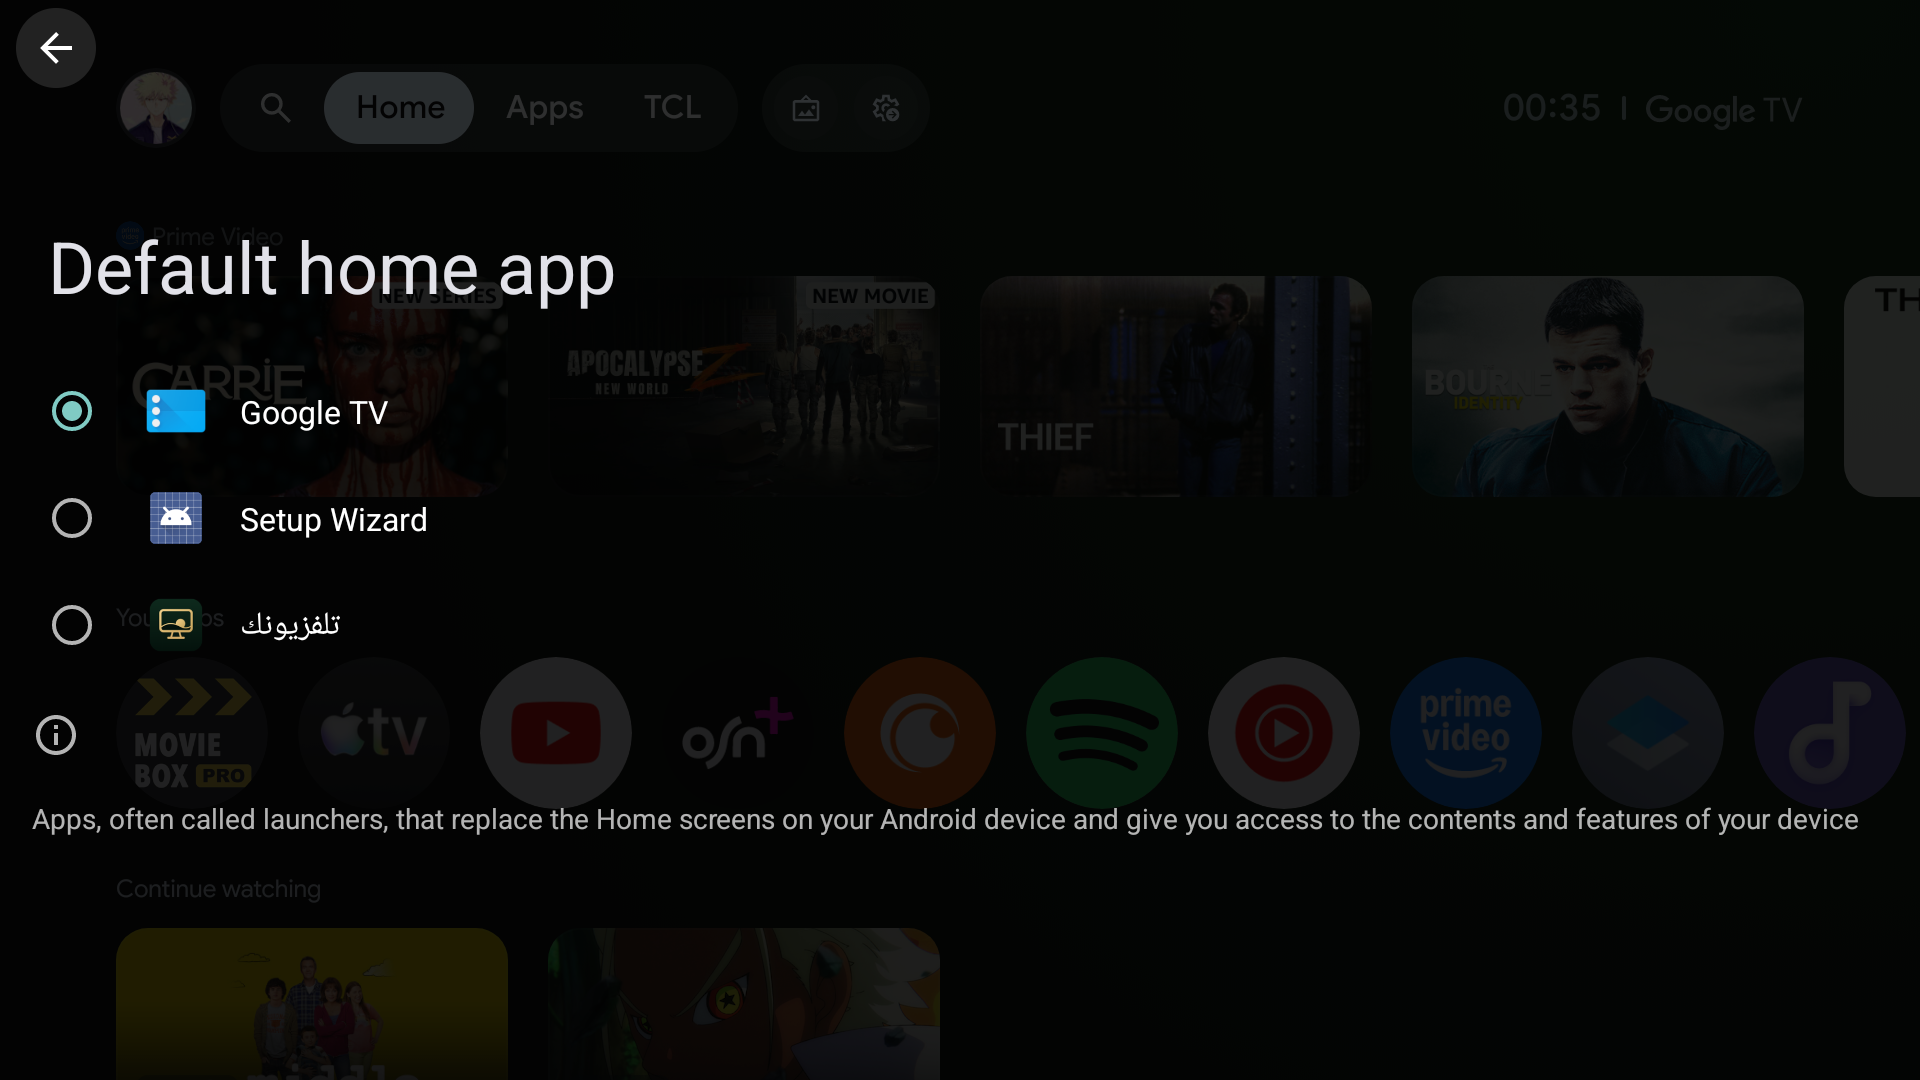 Home
Apps
TCL
00:35
Google TV
Prime Video
Default home app
NEW SERIES
NEW MOVIE
CARRIE
APOCALYPSE Z
NEW WORLD
THIEF
BOURNE
IDENTITY
TH
Google TV
Setup Wizard
تلفزيونك
MOVIE
BOX PRO
tv
osn+
prime
video
Apps, often called launchers, that replace the Home screens on your Android device and give you access to the contents and features of your device
Continue watching
middle